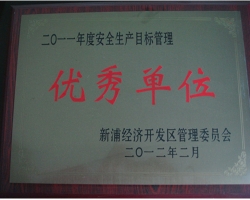 二〇一一年度安全生产目标管理
优秀单位
新浦经济开发区管理委员会
二〇一二年二月